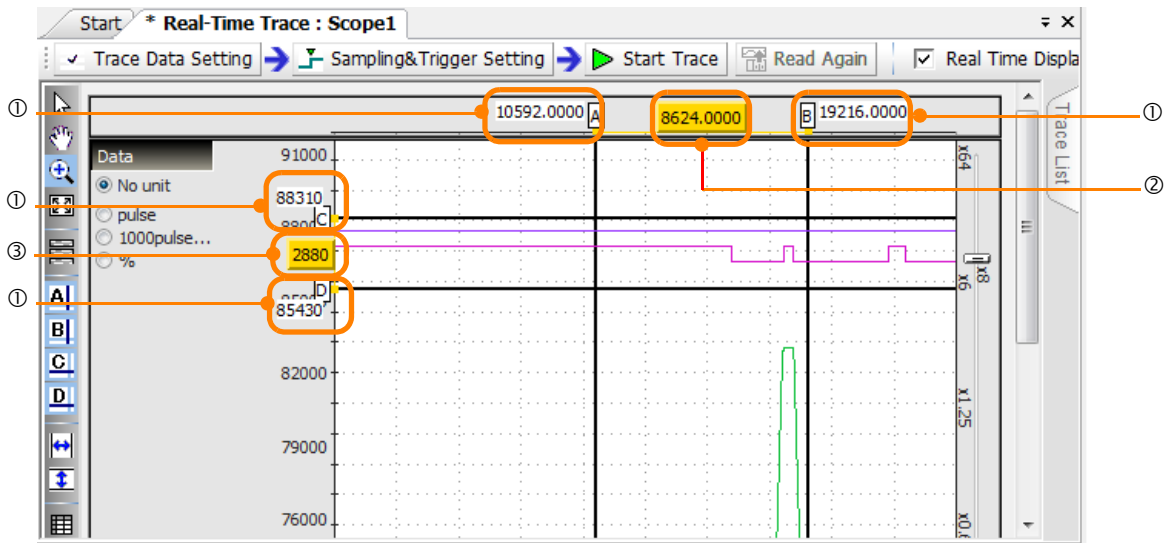 Start * Real-Time Trace : Scope1
Trace Data Setting Sampling&Trigger Setting Start Trace Read Again Real Time Displa
① 10592.0000 A 8624.0000 B 19216.0000 ①
Trace List
Data
No unit
pulse
1000pulse...
%
91000
① 88310
C
③ 2880
D
① 85430
②
82000
79000
76000
x64
x8
x6
x1.25
A
B
C
D